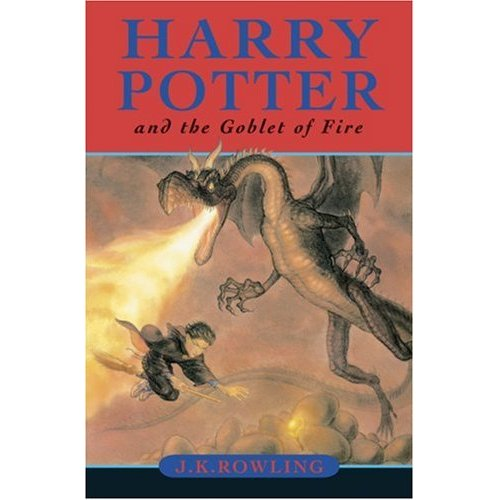 HARRY
POTTER
and the Goblet of Fire
J.K.ROWLING